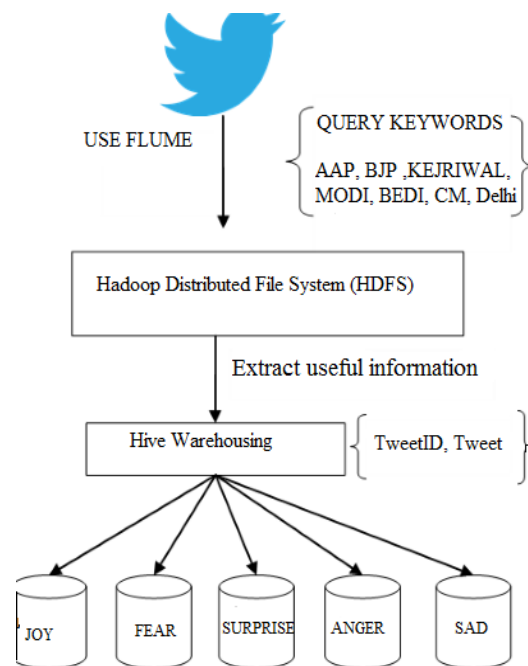 USE FLUME
QUERY KEYWORDS
AAP, BJP ,KEJRIWAL,
MODI, BEDI, CM, Delhi
Hadoop Distributed File System (HDFS)
Extract useful information
Hive Warehousing
TweetID, Tweet
JOY
FEAR
SURPRISE
ANGER
SAD